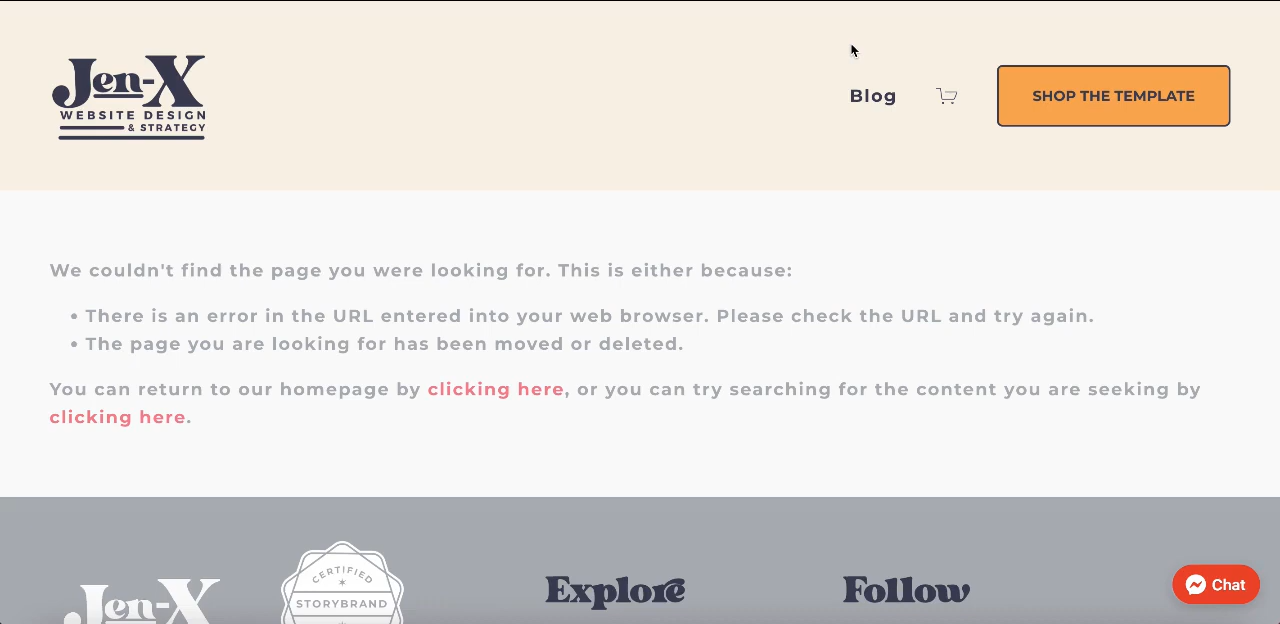 Jen-X
WEBSITE DESIGN
& STRATEGY
Blog
SHOP THE TEMPLATE
We couldn't find the page you were looking for. This is either because:
• There is an error in the URL entered into your web browser. Please check the URL and try again.
• The page you are looking for has been moved or deleted.
You can return to our homepage by clicking here, or you can try searching for the content you are seeking by
clicking here.
Jen-X
CERTIFIED
STORYBRAND
Explore
Follow
Chat